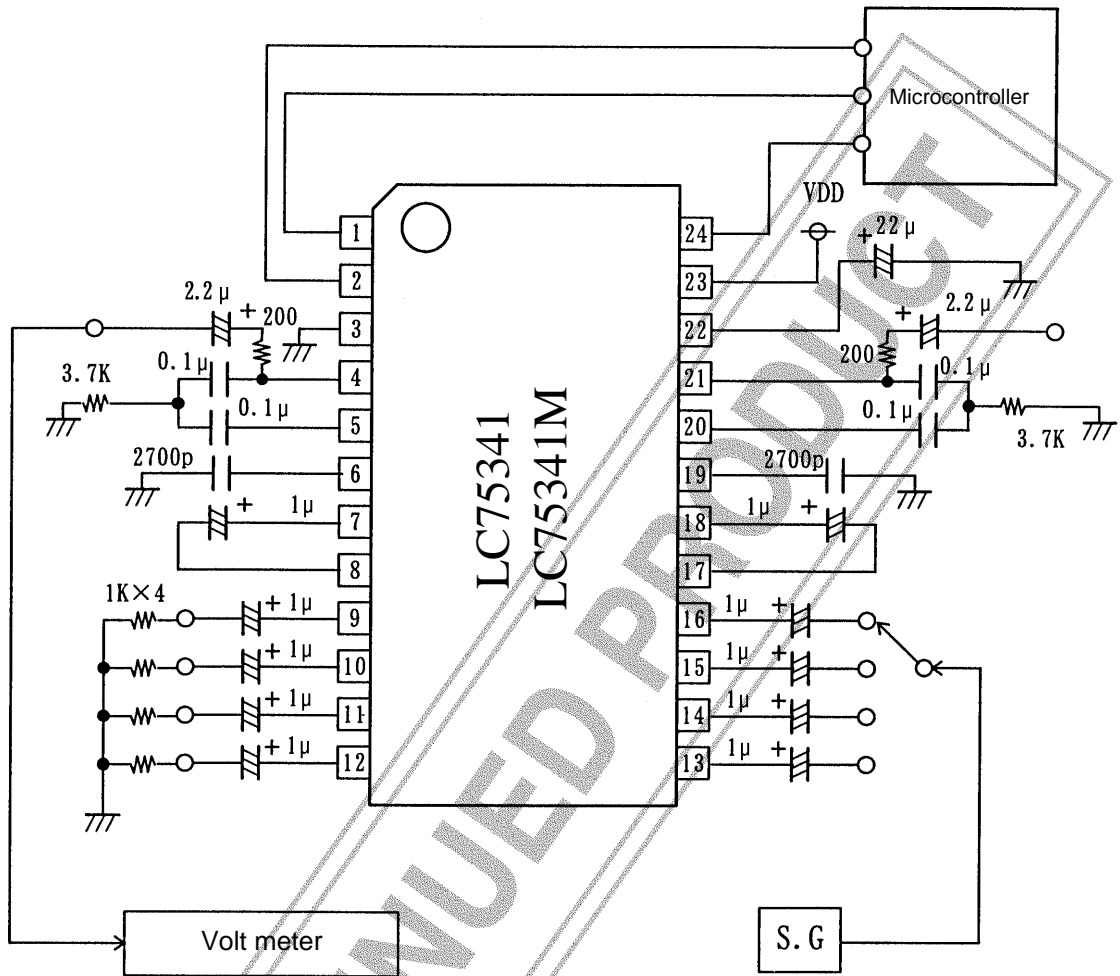 Microcontroller
VDD
22μ
+
1
24
2
23
2.2μ
+
200
3
22
+
2.2μ
3.7K
0.1μ
4
21
200
0.1μ
0.1μ
5
20
0.1μ
3.7K
2700p
6
19
2700p
+
1μ
7
18
1μ
+
8
17
LC75341
LC75341M
1K×4
+ 1μ
9
16
1μ
+
+ 1μ
10
15
1μ
+
+ 1μ
11
14
1μ
+
+ 1μ
12
13
1μ
+
Volt meter
S.G
NUED PRODUCT